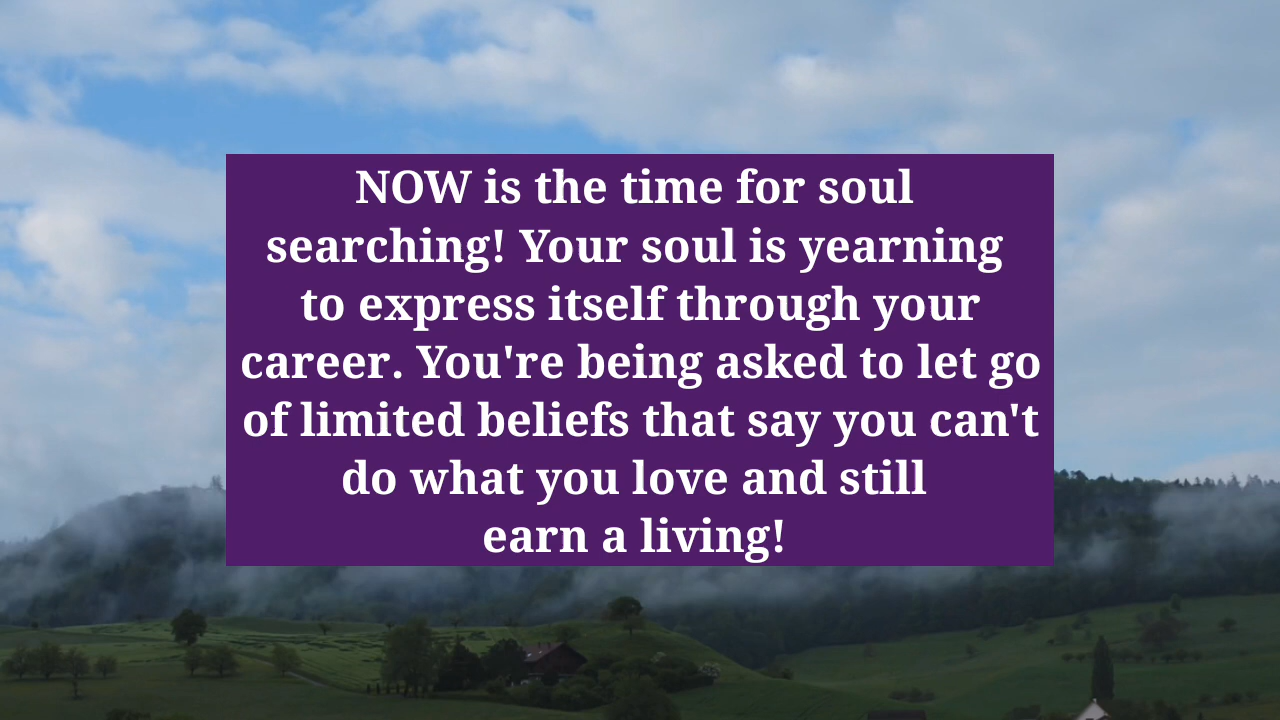 NOW is the time for soul
searching! Your soul is yearning
to express itself through your
career. You're being asked to let go
of limited beliefs that say you can't
do what you love and still
earn a living!